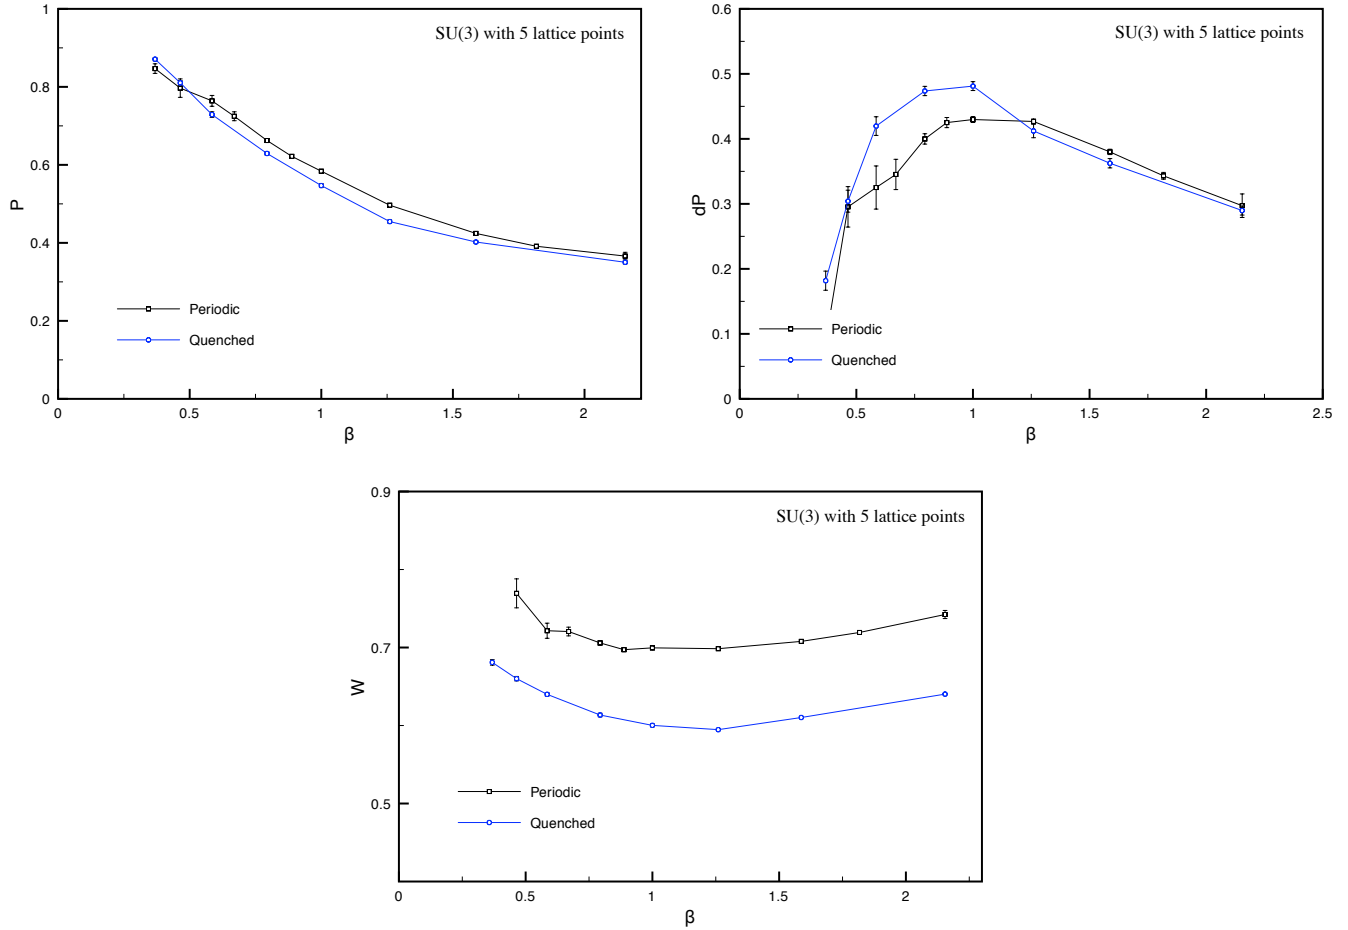 SU(3) with 5 lattice points
1
0.8
0.6
0.4
0.2
0
P
Periodic
Quenched
0
0.5
1
1.5
2
β
SU(3) with 5 lattice points
0.6
0.5
0.4
0.3
0.2
0.1
0
dP
Periodic
Quenched
0
0.5
1
1.5
2
2.5
β
SU(3) with 5 lattice points
0.9
0.7
0.5
W
Periodic
Quenched
0
0.5
1
1.5
2
β